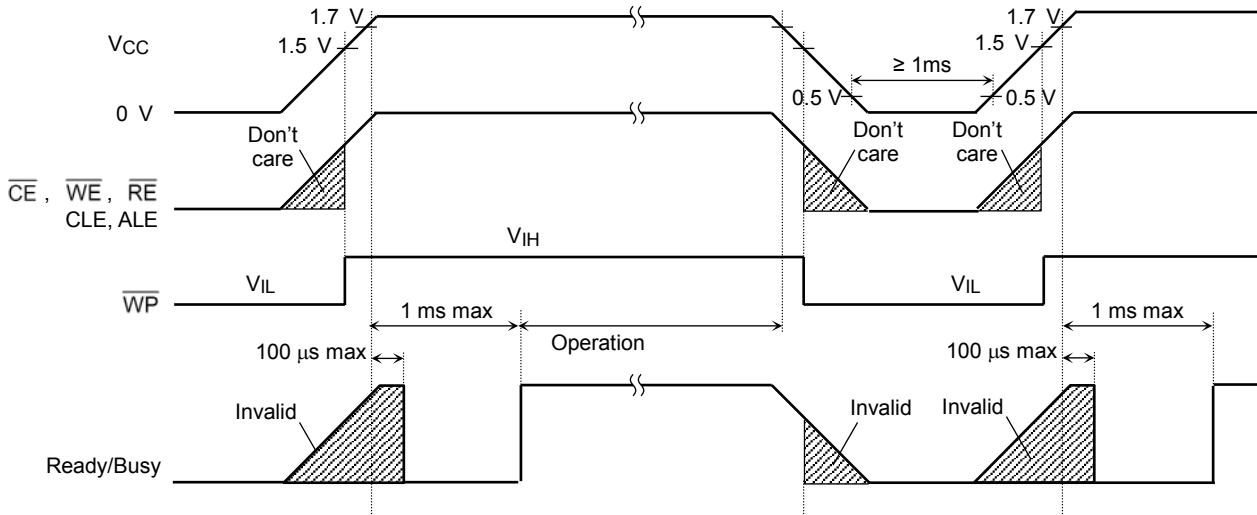 1.7 V
1.5 V
VCC
0 V
0.5 V
≥ 1ms
0.5 V
1.7 V
1.5 V
Don't
care
Don't
care
Don't
care
CE , WE , RE
CLE, ALE
VIH
VIL
VIL
WP
1 ms max
Operation
1 ms max
100 μs max
100 μs max
Invalid
Invalid
Invalid
Ready/Busy